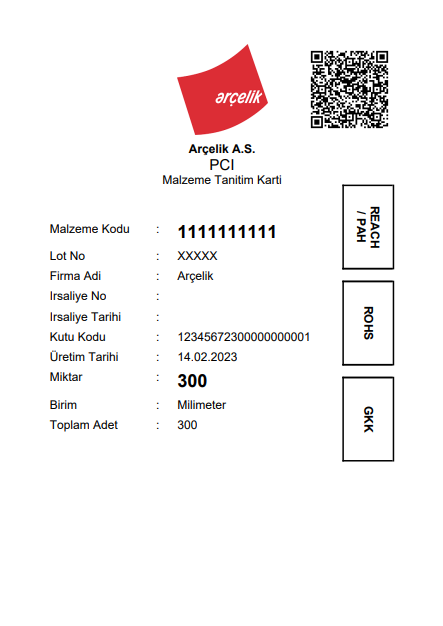 arçelik
Arçelik A.S.
PCI
Malzeme Tanitim Karti
REACH
/ PAH
Malzeme Kodu : 1111111111
Lot No : XXXXX
Firma Adi : Arçelik
Irsaliye No :
Irsaliye Tarihi :
ROHS
Kutu Kodu : 12345672300000000001
Üretim Tarihi : 14.02.2023
Miktar : 300
GKK
Birim : Milimeter
Toplam Adet : 300